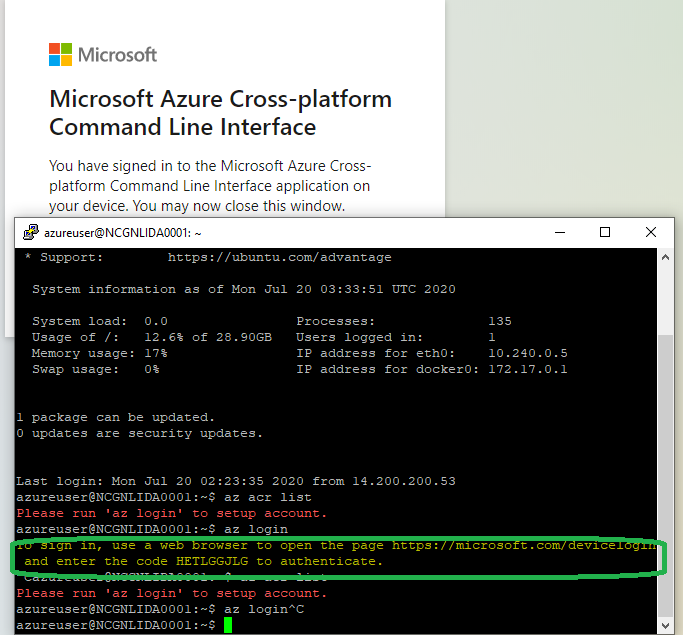 Microsoft
Microsoft Azure Cross-platform
Command Line Interface
You have signed in to the Microsoft Azure Cross-
platform Command Line Interface application on
your device. You may now close this window.
azureuser@NCGNLIDA0001: ~
* Support:        https://ubuntu.com/advantage
System information as of Mon Jul 20 03:33:51 UTC 2020
System load:  0.0                Processes:              135
Usage of /:   12.6% of 28.90GB   Users logged in:        1
Memory usage: 17%                IP address for eth0:    10.240.0.5
Swap usage:   0%                 IP address for docker0: 172.17.0.1
1 package can be updated.
0 updates are security updates.
Last login: Mon Jul 20 02:23:35 2020 from 14.200.200.53
azureuser@NCGNLIDA0001:~$ az acr list
Please run 'az login' to setup account.
azureuser@NCGNLIDA0001:~$ az login
To sign in, use a web browser to open the page https://microsoft.com/devicelogin
and enter the code HETLGGJLG to authenticate.
Please run 'az login' to setup account.
azureuser@NCGNLIDA0001:~$ az login^C
azureuser@NCGNLIDA0001:~$